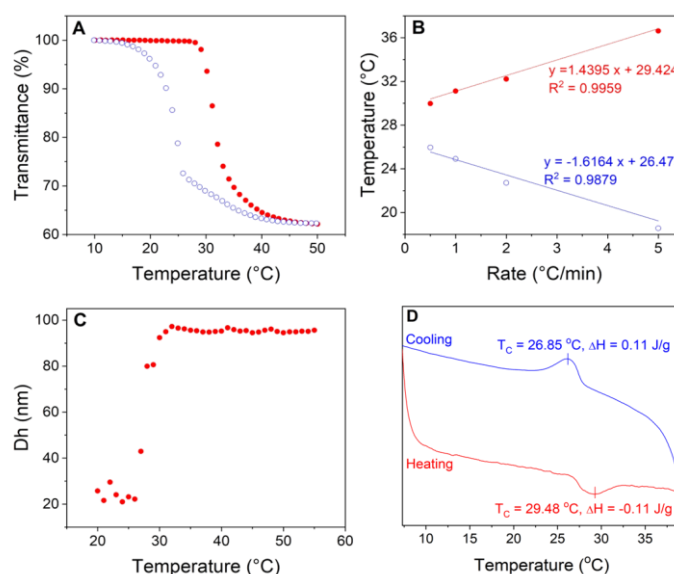 A
100
90
80
70
60
Transmittance (%)
0
10
20
30
40
50
Temperature (°C)
B
36
32
28
24
20
Temperature (°C)
y =1.4395 x + 29.424
R² = 0.9959
y = -1.6164 x + 26.47
R² = 0.9879
0
1
2
3
4
5
Rate (°C/min)
C
100
80
60
40
20
Dh (nm)
10
20
30
40
50
60
Temperature (°C)
D
Cooling
T_C = 26.85 °C, ΔH = 0.11 J/g
Heating
T_C = 29.48 °C, ΔH = -0.11 J/g
10
15
20
25
30
35
Temperature (°C)